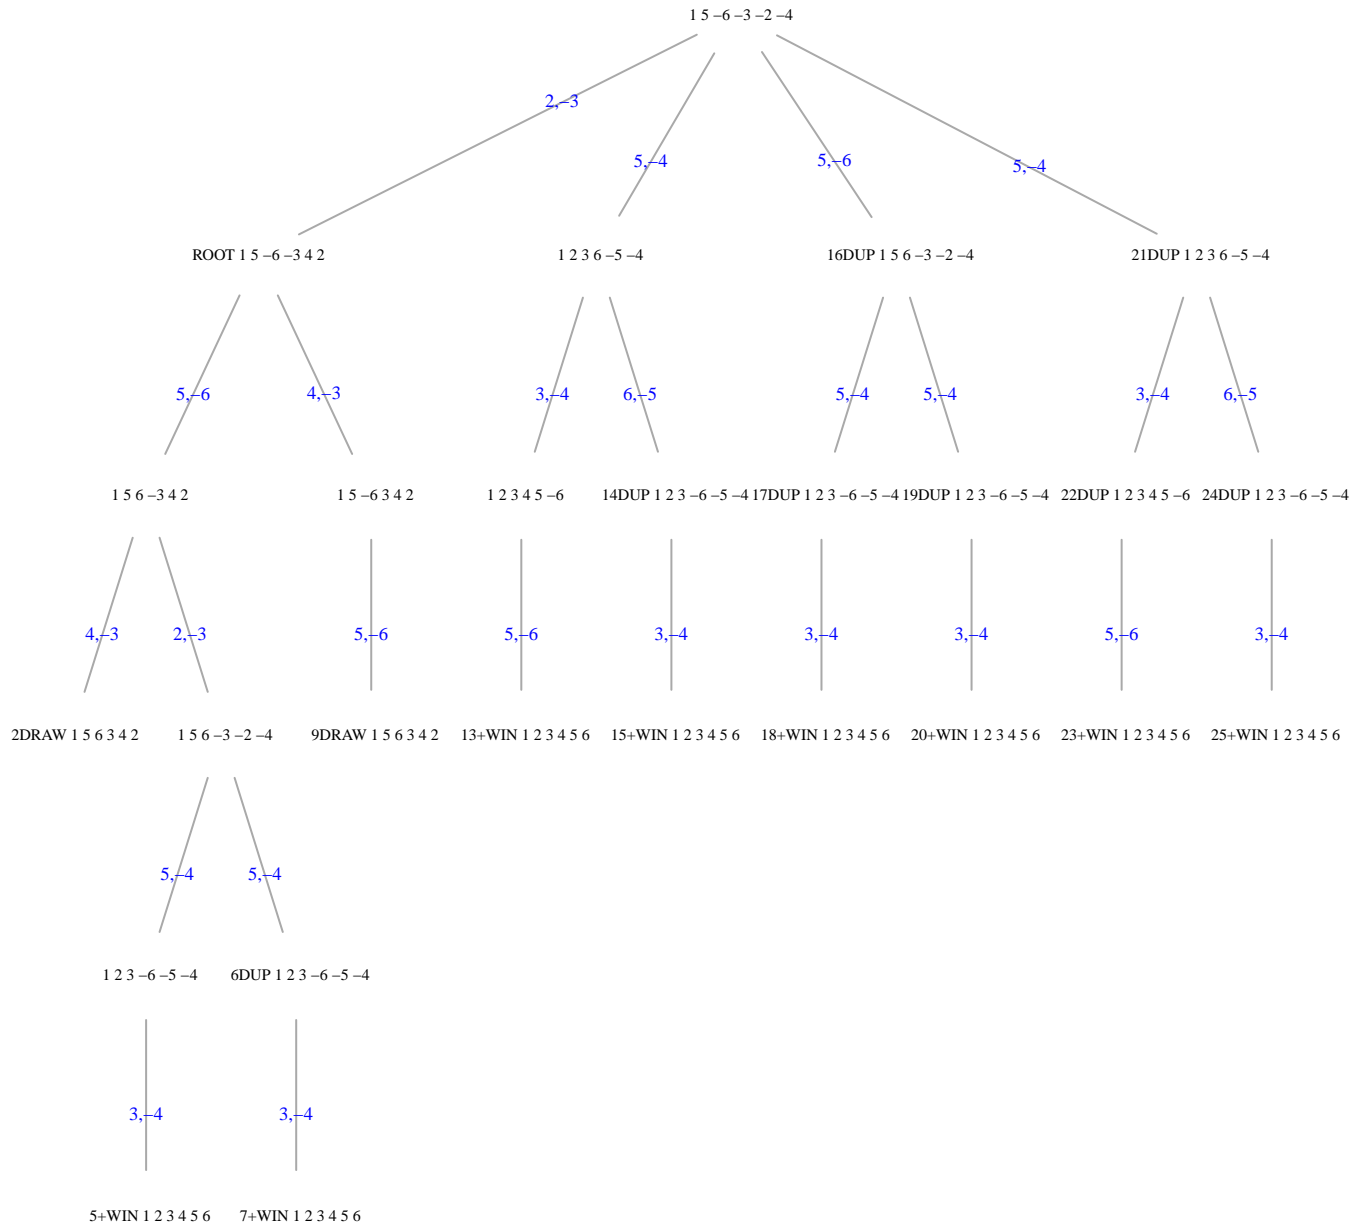 1 5 –6 –3 –2 –4
2,–3
5,–4
5,–6
5,–4
ROOT 1 5 –6 –3 4 2
1 2 3 6 –5 –4
16DUP 1 5 6 –3 –2 –4
21DUP 1 2 3 6 –5 –4
5,–6
4,–3
3,–4
6,–5
5,–4
5,–4
3,–4
6,–5
1 5 6 –3 4 2
1 5 –6 3 4 2
1 2 3 4 5 –6
14DUP 1 2 3 –6 –5 –4
17DUP 1 2 3 –6 –5 –4
19DUP 1 2 3 –6 –5 –4
22DUP 1 2 3 4 5 –6
24DUP 1 2 3 –6 –5 –4
4,–3
2,–3
5,–6
5,–6
3,–4
3,–4
3,–4
5,–6
3,–4
2DRAW 1 5 6 3 4 2
1 5 6 –3 –2 –4
9DRAW 1 5 6 3 4 2
13+WIN 1 2 3 4 5 6
15+WIN 1 2 3 4 5 6
18+WIN 1 2 3 4 5 6
20+WIN 1 2 3 4 5 6
23+WIN 1 2 3 4 5 6
25+WIN 1 2 3 4 5 6
5,–4
5,–4
1 2 3 –6 –5 –4
6DUP 1 2 3 –6 –5 –4
3,–4
3,–4
5+WIN 1 2 3 4 5 6
7+WIN 1 2 3 4 5 6